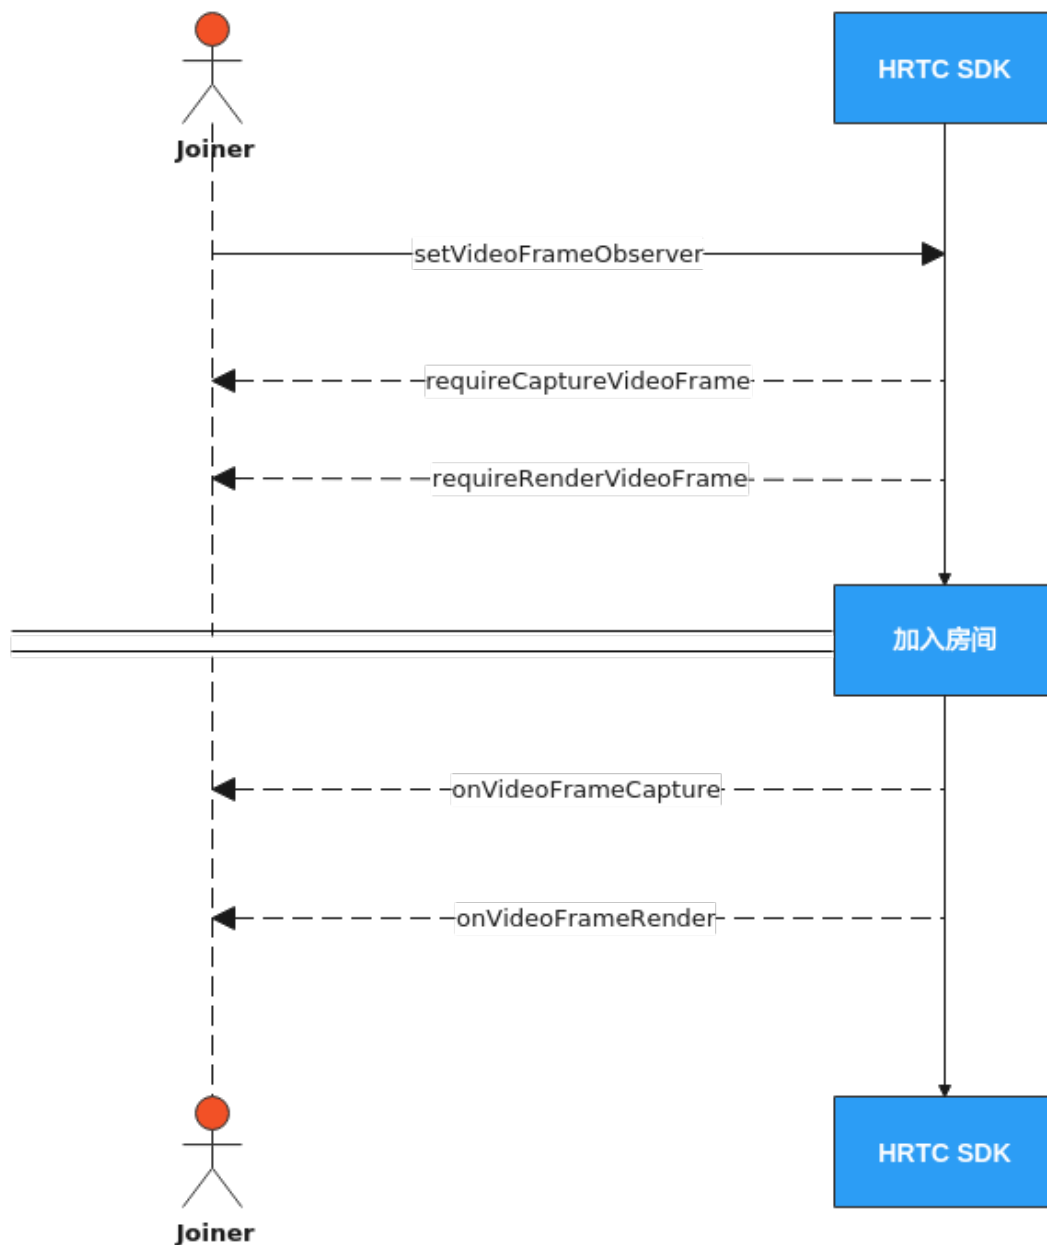 HRTC SDK
Joiner
setVideoFrameObserver
requireCaptureVideoFrame
requireRenderVideoFrame
加入房间
onVideoFrameCapture
onVideoFrameRender
HRTC SDK
Joiner